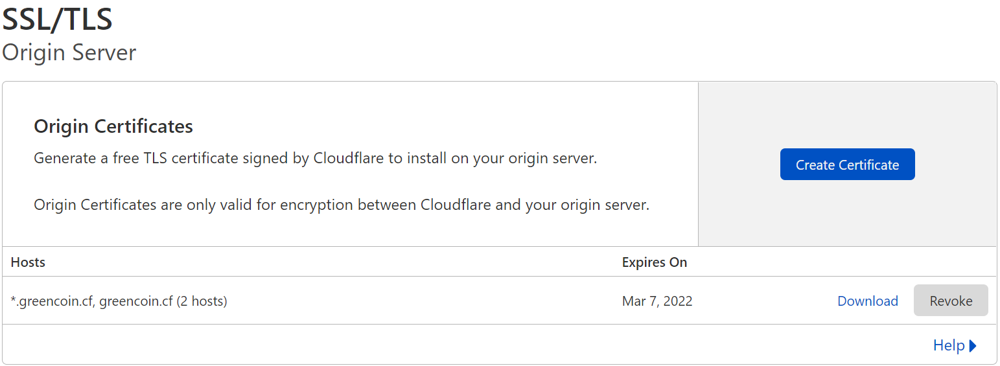 SSL/TLS
Origin Server
Origin Certificates
Generate a free TLS certificate signed by Cloudflare to install on your origin server.
Origin Certificates are only valid for encryption between Cloudflare and your origin server.
Create Certificate
Hosts Expires On
*.greencoin.cf, greencoin.cf (2 hosts) Mar 7, 2022 Download Revoke
Help